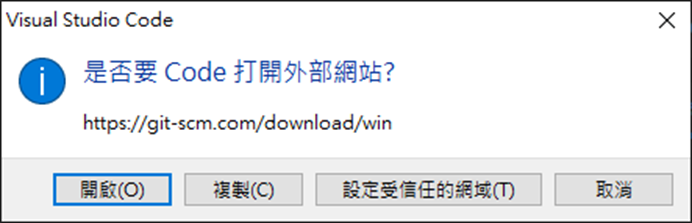 Visual Studio Code
是否要 Code 打開外部網站?
https://git-scm.com/download/win
開啟(O)
複製(C)
設定受信任的網域(T)
取消